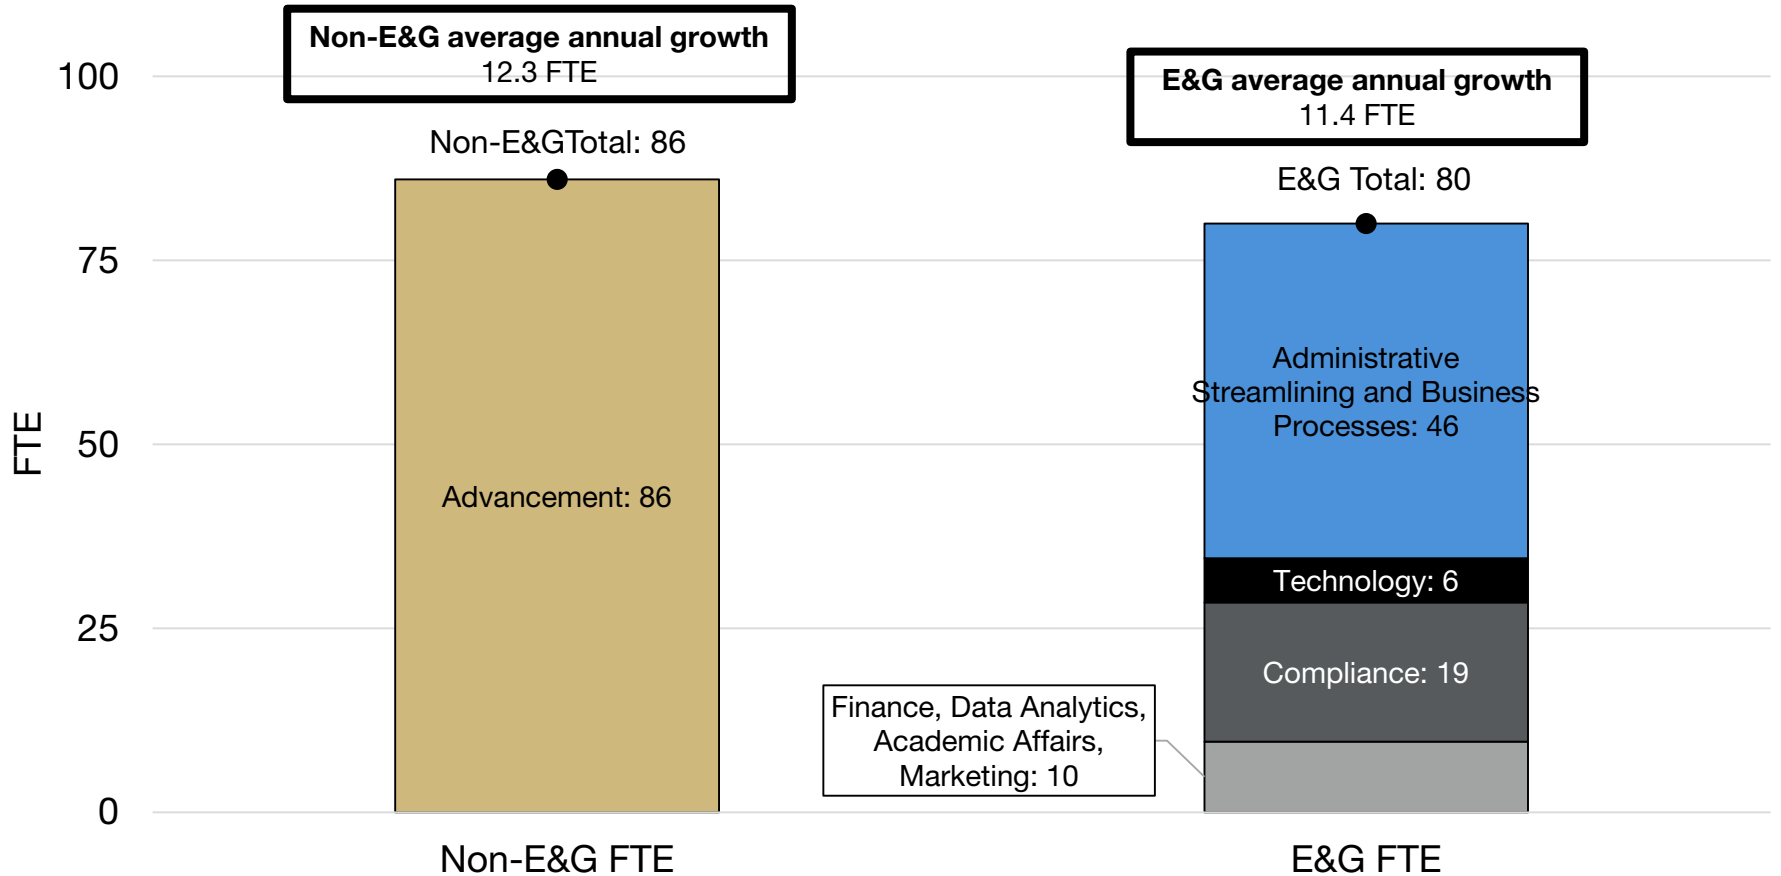 Non-E&G average annual growth
12.3 FTE
E&G average annual growth
11.4 FTE
100
75
50
25
0
FTE
Non-E&GTotal: 86
E&G Total: 80
Advancement: 86
Administrative
Streamlining and Business
Processes: 46
Technology: 6
Compliance: 19
Finance, Data Analytics,
Academic Affairs,
Marketing: 10
Non-E&G FTE
E&G FTE